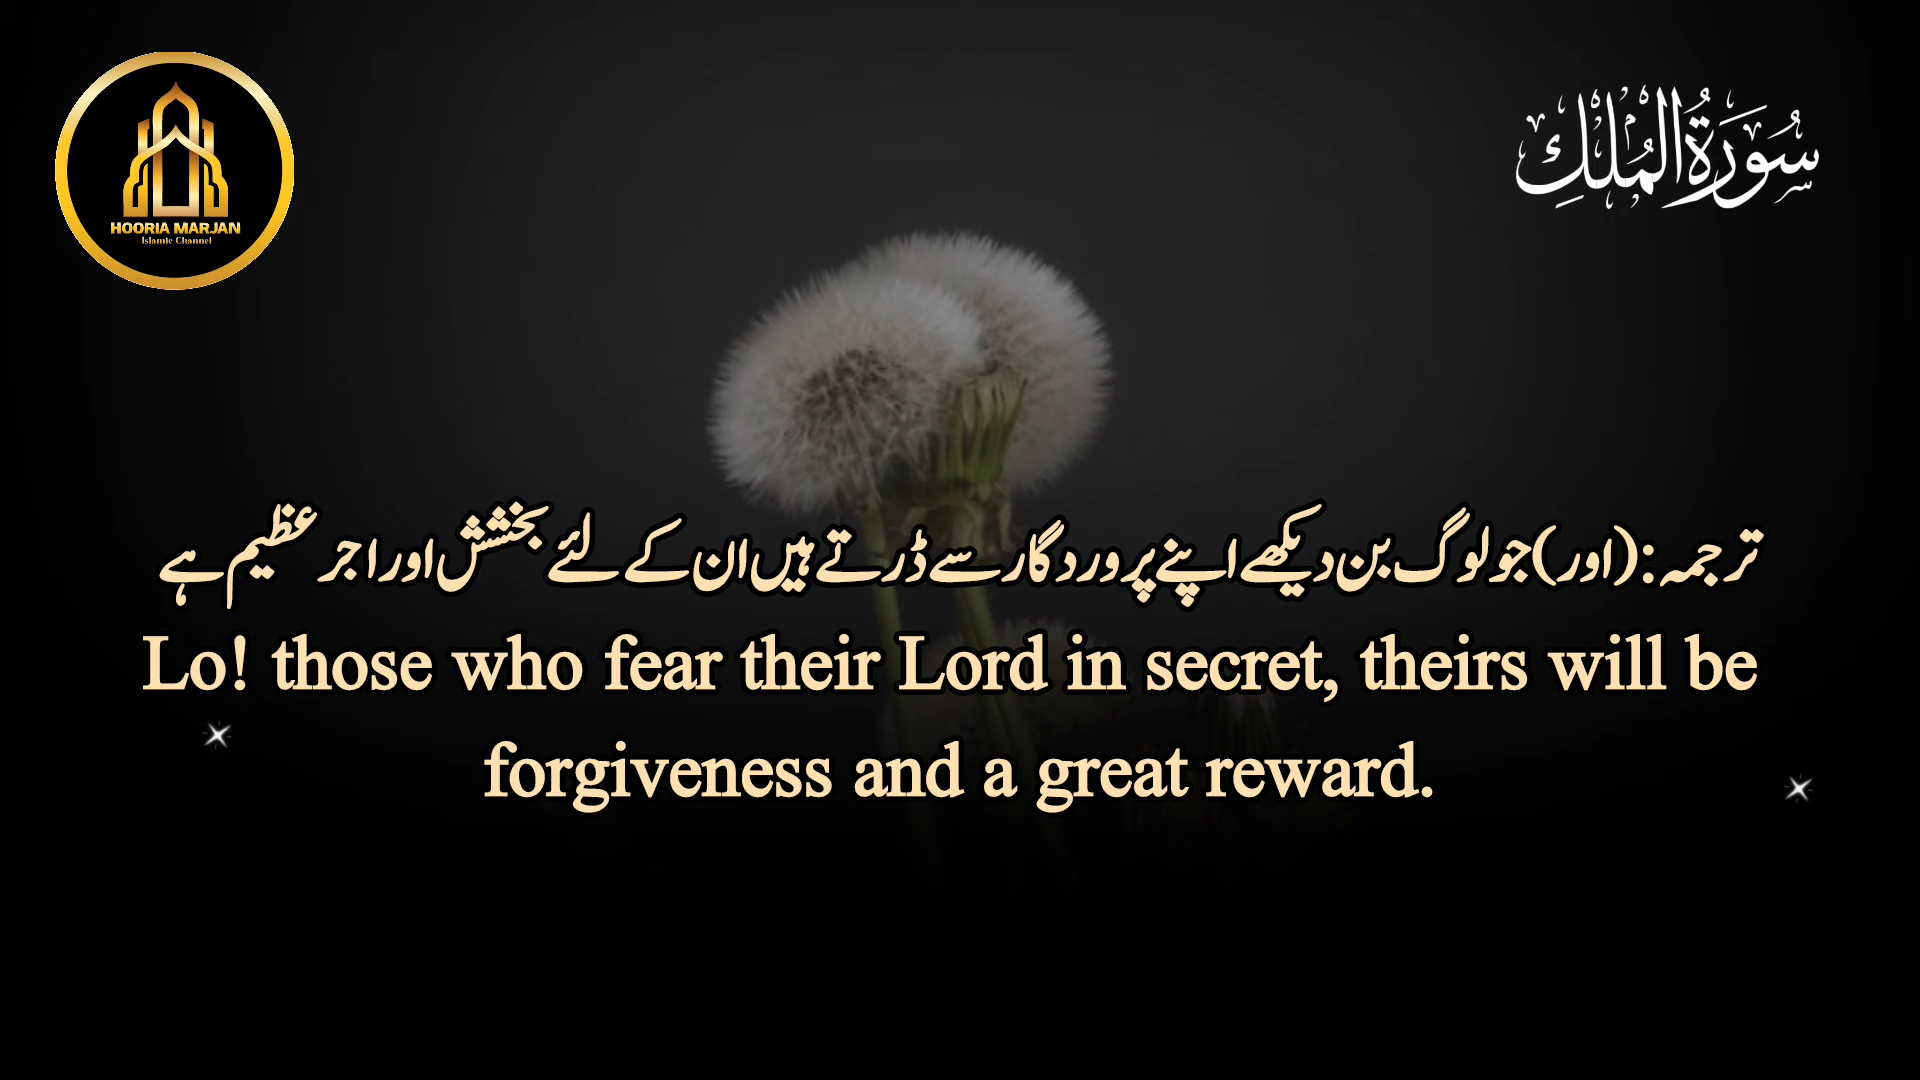 HOORIA MARJAN
Islamic Channel
سُورَةُ الْمُلْكِ
ترجمہ:(اور)جو لوگ بن دیکھے اپنے پروردگار سے ڈرتے ہیں ان کے لئے بخشش اور اجر عظیم ہے
Lo! those who fear their Lord in secret, theirs will be
forgiveness and a great reward.